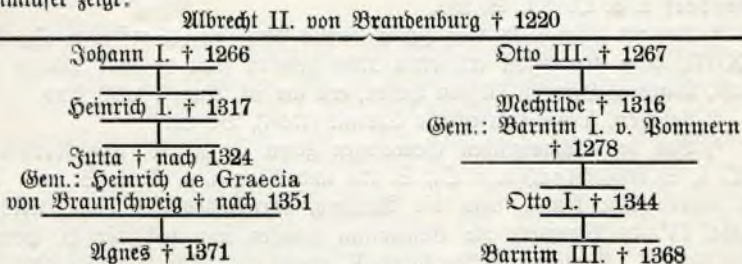 Albrecht II. von Brandenburg † 1220
Johann I. † 1266
Heinrich I. † 1317
Jutta † nach 1324
Gem.: Heinrich de Graecia
von Braunschweig † nach 1351
Agnes † 1371
Otto III. † 1267
Mechtilde † 1316
Gem.: Barnim I. v. Pommern
† 1278
Otto I. † 1344
Barnim III. † 1368